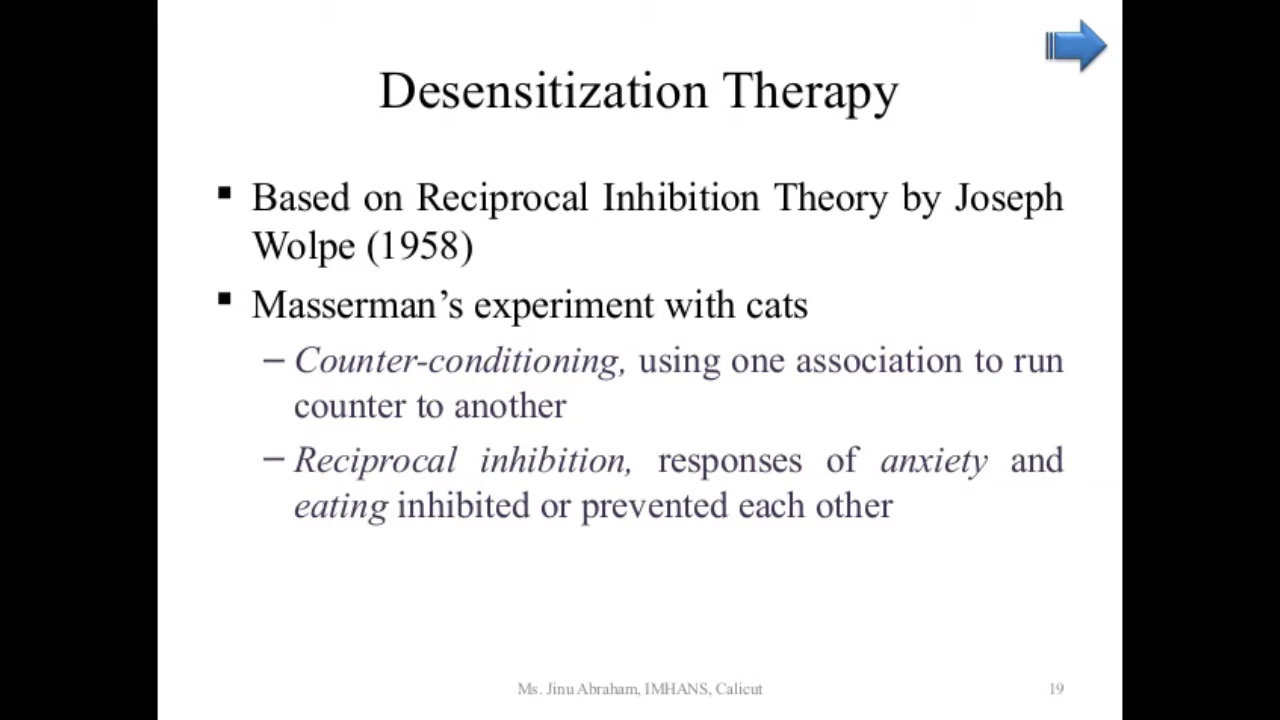 Desensitization Therapy
▪ Based on Reciprocal Inhibition Theory by Joseph
Wolpe (1958)
▪ Masserman’s experiment with cats
– Counter-conditioning, using one association to run
counter to another
– Reciprocal inhibition, responses of anxiety and
eating inhibited or prevented each other
Ms. Jinu Abraham, IMHANS, Calicut
19